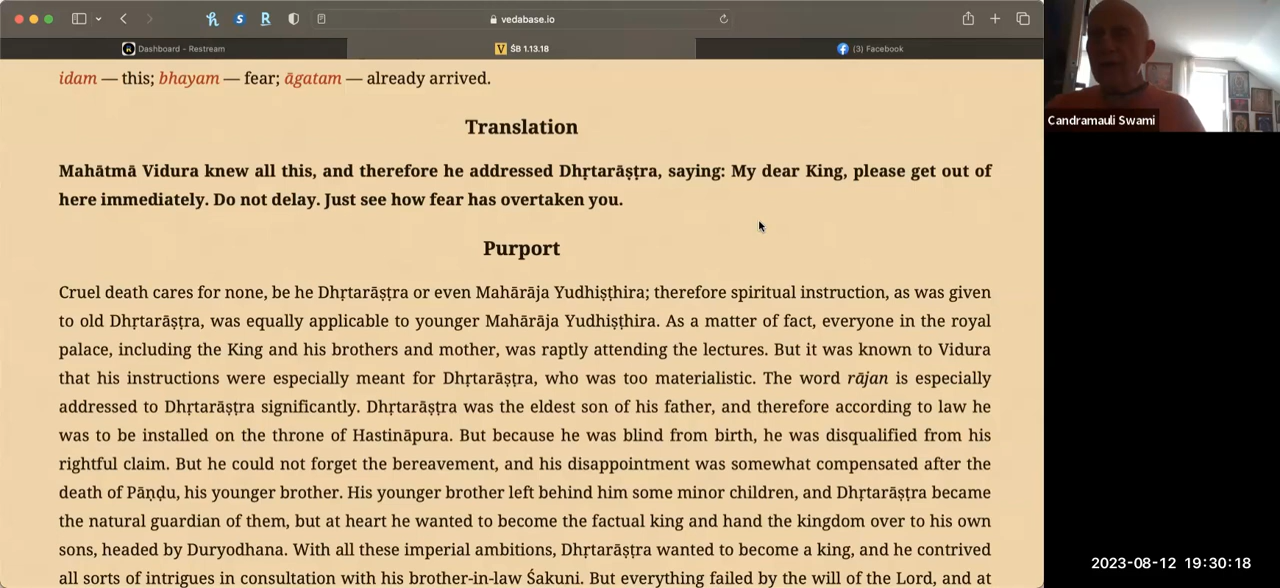 vedabase.io
Dashboard - Restream
ŚB 1.13.18
(3) Facebook
idam — this; bhayam — fear; āgatam — already arrived.
Translation
Mahātmā Vidura knew all this, and therefore he addressed Dhṛtarāṣṭra, saying: My dear King, please get out of
here immediately. Do not delay. Just see how fear has overtaken you.
Purport
Cruel death cares for none, be he Dhṛtarāṣṭra or even Mahārāja Yudhiṣṭhira; therefore spiritual instruction, as was given
to old Dhṛtarāṣṭra, was equally applicable to younger Mahārāja Yudhiṣṭhira. As a matter of fact, everyone in the royal
palace, including the King and his brothers and mother, was raptly attending the lectures. But it was known to Vidura
that his instructions were especially meant for Dhṛtarāṣṭra, who was too materialistic. The word rājan is especially
addressed to Dhṛtarāṣṭra significantly. Dhṛtarāṣṭra was the eldest son of his father, and therefore according to law he
was to be installed on the throne of Hastināpura. But because he was blind from birth, he was disqualified from his
rightful claim. But he could not forget the bereavement, and his disappointment was somewhat compensated after the
death of Pāṇḍu, his younger brother. His younger brother left behind him some minor children, and Dhṛtarāṣṭra became
the natural guardian of them, but at heart he wanted to become the factual king and hand the kingdom over to his own
sons, headed by Duryodhana. With all these imperial ambitions, Dhṛtarāṣṭra wanted to become a king, and he contrived
all sorts of intrigues in consultation with his brother-in-law Śakuni. But everything failed by the will of the Lord, and at
Candramauli Swami
2023-08-12 19:30:18